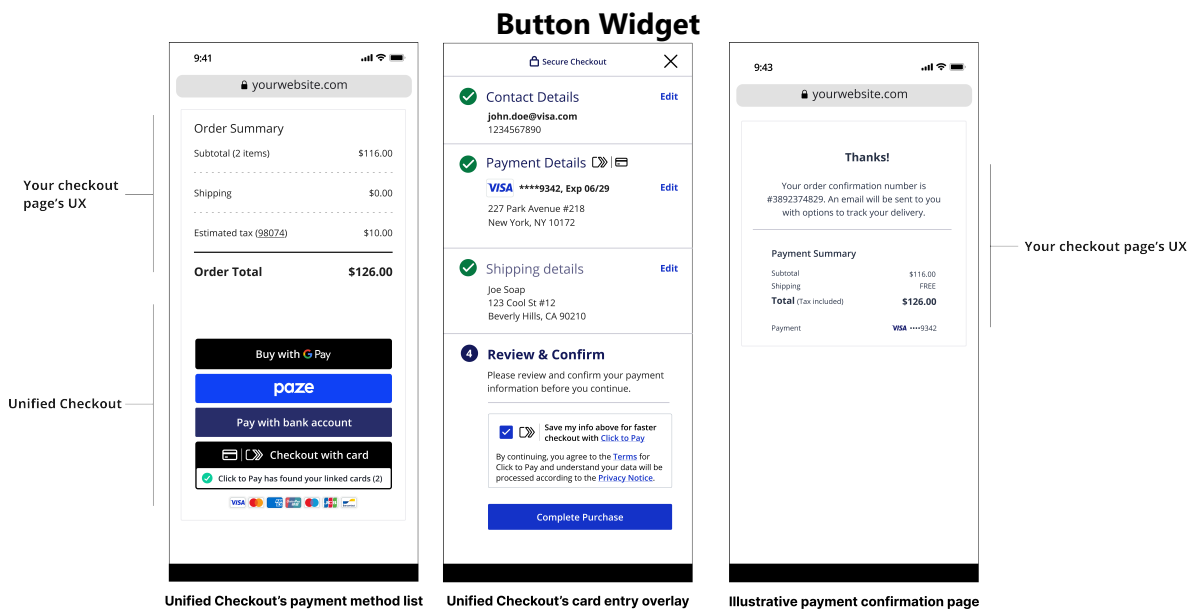 Button Widget
9:41
yourwebsite.com
Order Summary
Subtotal (2 items) $116.00
Shipping $0.00
Estimated tax (98074) $10.00
Order Total $126.00
Buy with G Pay
paze
Pay with bank account
Checkout with card
Click to Pay has found your linked cards (2)
VISA
Your checkout
page's UX
Unified Checkout
Unified Checkout's payment method list
Secure Checkout
Contact Details Edit
john.doe@visa.com
1234567890
Payment Details
VISA ****9342, Exp 06/29 Edit
227 Park Avenue #218
New York, NY 10172
Shipping details Edit
Joe Soap
123 Cool St #12
Beverly Hills, CA 90210
4 Review & Confirm
Please review and confirm your payment
information before you continue.
Save my info above for faster
checkout with Click to Pay
By continuing, you agree to the Terms for
Click to Pay and understand your data will be
processed according to the Privacy Notice.
Complete Purchase
Unified Checkout's card entry overlay
9:43
yourwebsite.com
Thanks!
Your order confirmation number is
#3892374829. An email will be sent to you
with options to track your delivery.
Payment Summary
Subtotal $116.00
Shipping FREE
Total (Tax included) $126.00
Payment VISA ····9342
Your checkout page's UX
Illustrative payment confirmation page